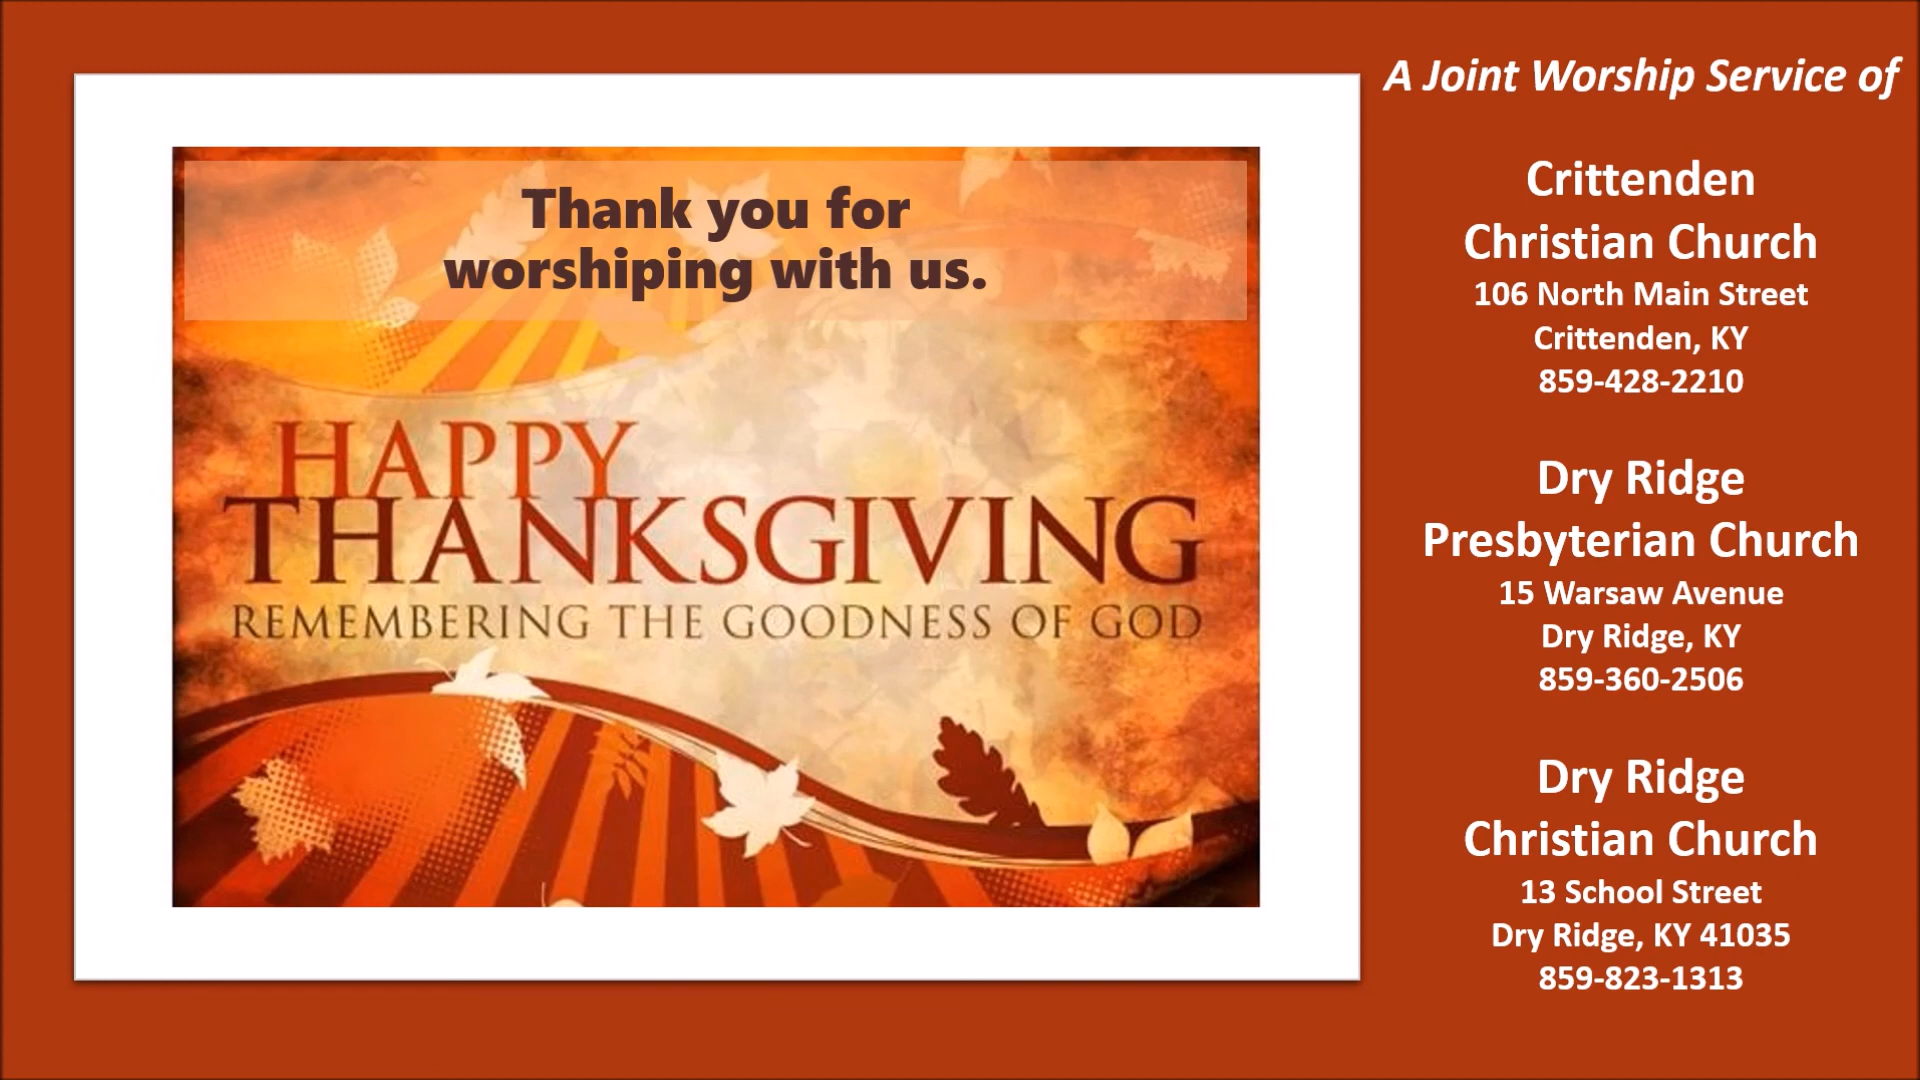 Thank you for
worshiping with us.
HAPPY
THANKSGIVING
REMEMBERING THE GOODNESS OF GOD
A Joint Worship Service of
Crittenden
Christian Church
106 North Main Street
Crittenden, KY
859-428-2210
Dry Ridge
Presbyterian Church
15 Warsaw Avenue
Dry Ridge, KY
859-360-2506
Dry Ridge
Christian Church
13 School Street
Dry Ridge, KY 41035
859-823-1313